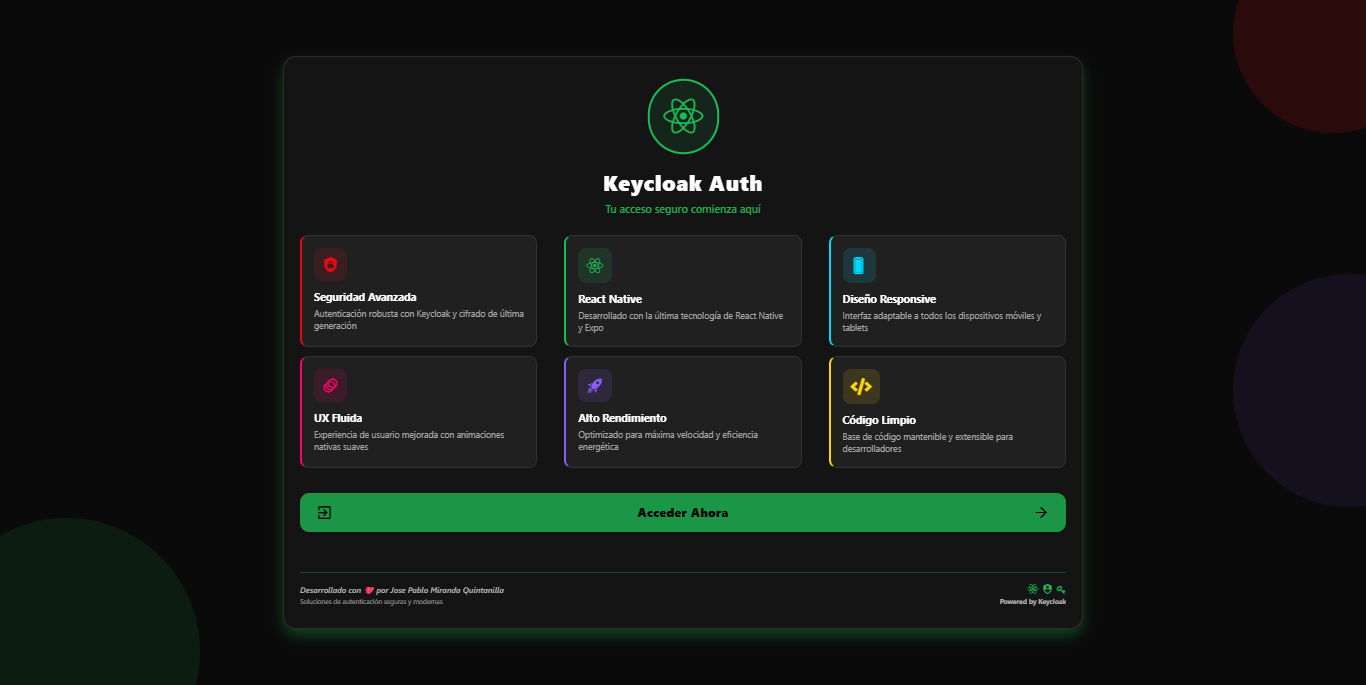 Keycloak Auth
Tu acceso seguro comienza aquí
Seguridad Avanzada
Autenticación robusta con Keycloak y cifrado de última
generación
React Native
Desarrollado con la última tecnología de React Native
y Expo
Diseño Responsive
Interfaz adaptable a todos los dispositivos móviles y
tablets
UX Fluida
Experiencia de usuario mejorada con animaciones
nativas suaves
Alto Rendimiento
Optimizado para máxima velocidad y eficiencia
energética
Código Limpio
Base de código mantenible y extensible para
desarrolladores
Acceder Ahora
Desarrollado con 💖 por Jose Pablo Miranda Quintanilla
Soluciones de autenticación seguras y modernas
Powered by Keycloak